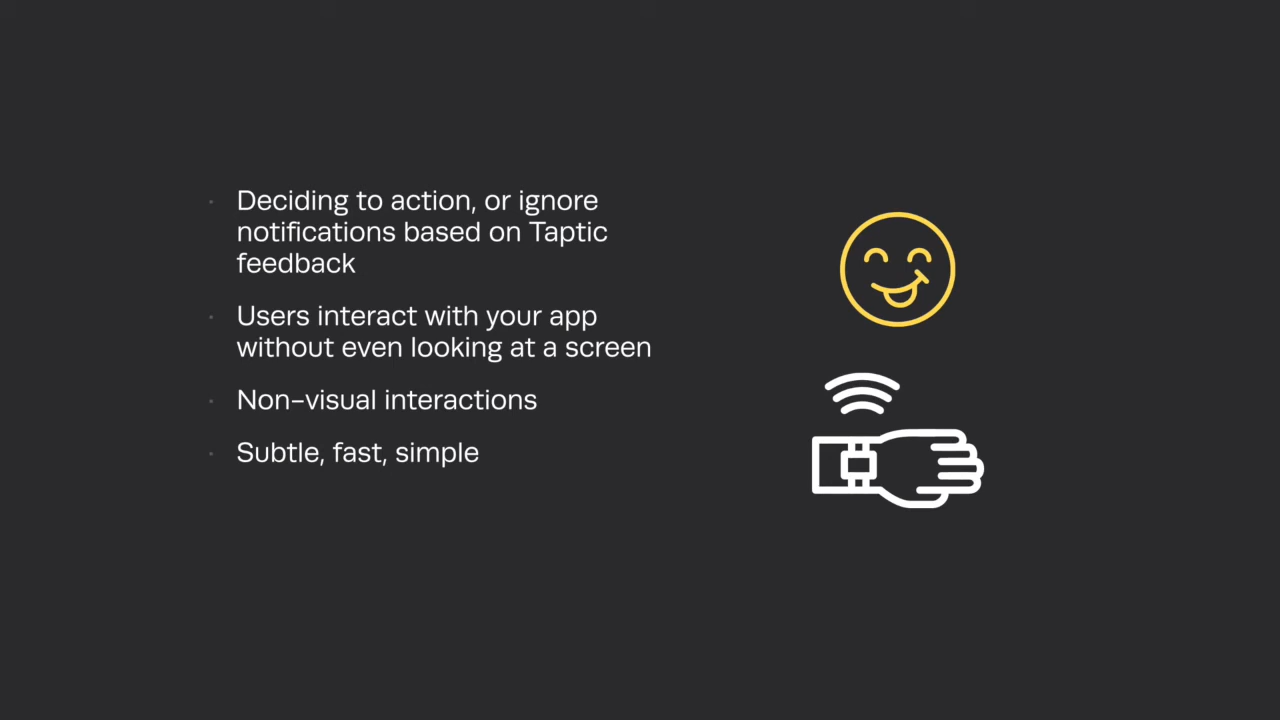 Deciding to action, or ignore
notifications based on Taptic
feedback
Users interact with your app
without even looking at a screen
Non-visual interactions
Subtle, fast, simple